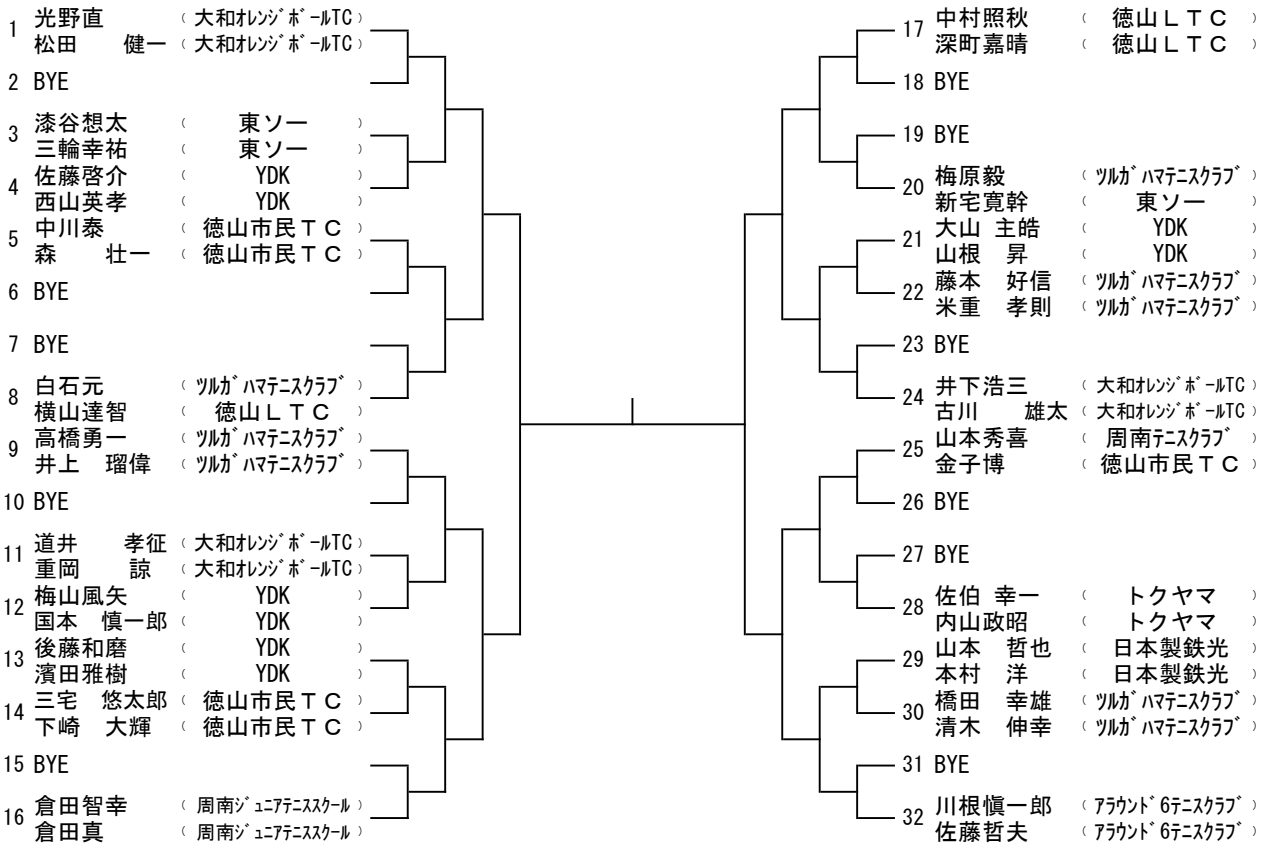 1 光野直 （ 大和オレンジボールTC ）
松田　健一 （ 大和オレンジボールTC ）
2 BYE
3 漆谷想太 （ 東ソー ）
三輪幸祐 （ 東ソー ）
4 佐藤啓介 （ YDK ）
西山英孝 （ YDK ）
5 中川泰 （ 徳山市民ＴＣ ）
森　壮一 （ 徳山市民ＴＣ ）
6 BYE
7 BYE
8 白石元 （ ツルガハマテニスクラブ ）
横山達智 （ 徳山ＬＴＣ ）
9 高橋勇一 （ ツルガハマテニスクラブ ）
井上　瑠偉 （ ツルガハマテニスクラブ ）
10 BYE
11 道井　孝征 （ 大和オレンジボールTC ）
重岡　諒 （ 大和オレンジボールTC ）
12 梅山風矢 （ YDK ）
国本　慎一郎 （ YDK ）
13 後藤和磨 （ YDK ）
濱田雅樹 （ YDK ）
14 三宅　悠太郎 （ 徳山市民ＴＣ ）
下崎　大輝 （ 徳山市民ＴＣ ）
15 BYE
16 倉田智幸 （ 周南ジュニアテニススクール ）
倉田真 （ 周南ジュニアテニススクール ）
17 中村照秋 （ 徳山ＬＴＣ ）
深町嘉晴 （ 徳山ＬＴＣ ）
18 BYE
19 BYE
20 梅原毅 （ ツルガハマテニスクラブ ）
新宅寛幹 （ 東ソー ）
21 大山 主皓 （ YDK ）
山根　昇 （ YDK ）
22 藤本　好信 （ ツルガハマテニスクラブ ）
米重　孝則 （ ツルガハマテニスクラブ ）
23 BYE
24 井下浩三 （ 大和オレンジボールTC ）
古川　雄太 （ 大和オレンジボールTC ）
25 山本秀喜 （ 周南テニスクラブ ）
金子博 （ 徳山市民ＴＣ ）
26 BYE
27 BYE
28 佐伯 幸一 （ トクヤマ ）
内山政昭 （ トクヤマ ）
29 山本　哲也 （ 日本製鉄光 ）
本村　洋 （ 日本製鉄光 ）
30 橋田　幸雄 （ ツルガハマテニスクラブ ）
清木　伸幸 （ ツルガハマテニスクラブ ）
31 BYE
32 川根愼一郎 （ アラウンド6テニスクラブ ）
佐藤哲夫 （ アラウンド6テニスクラブ ）